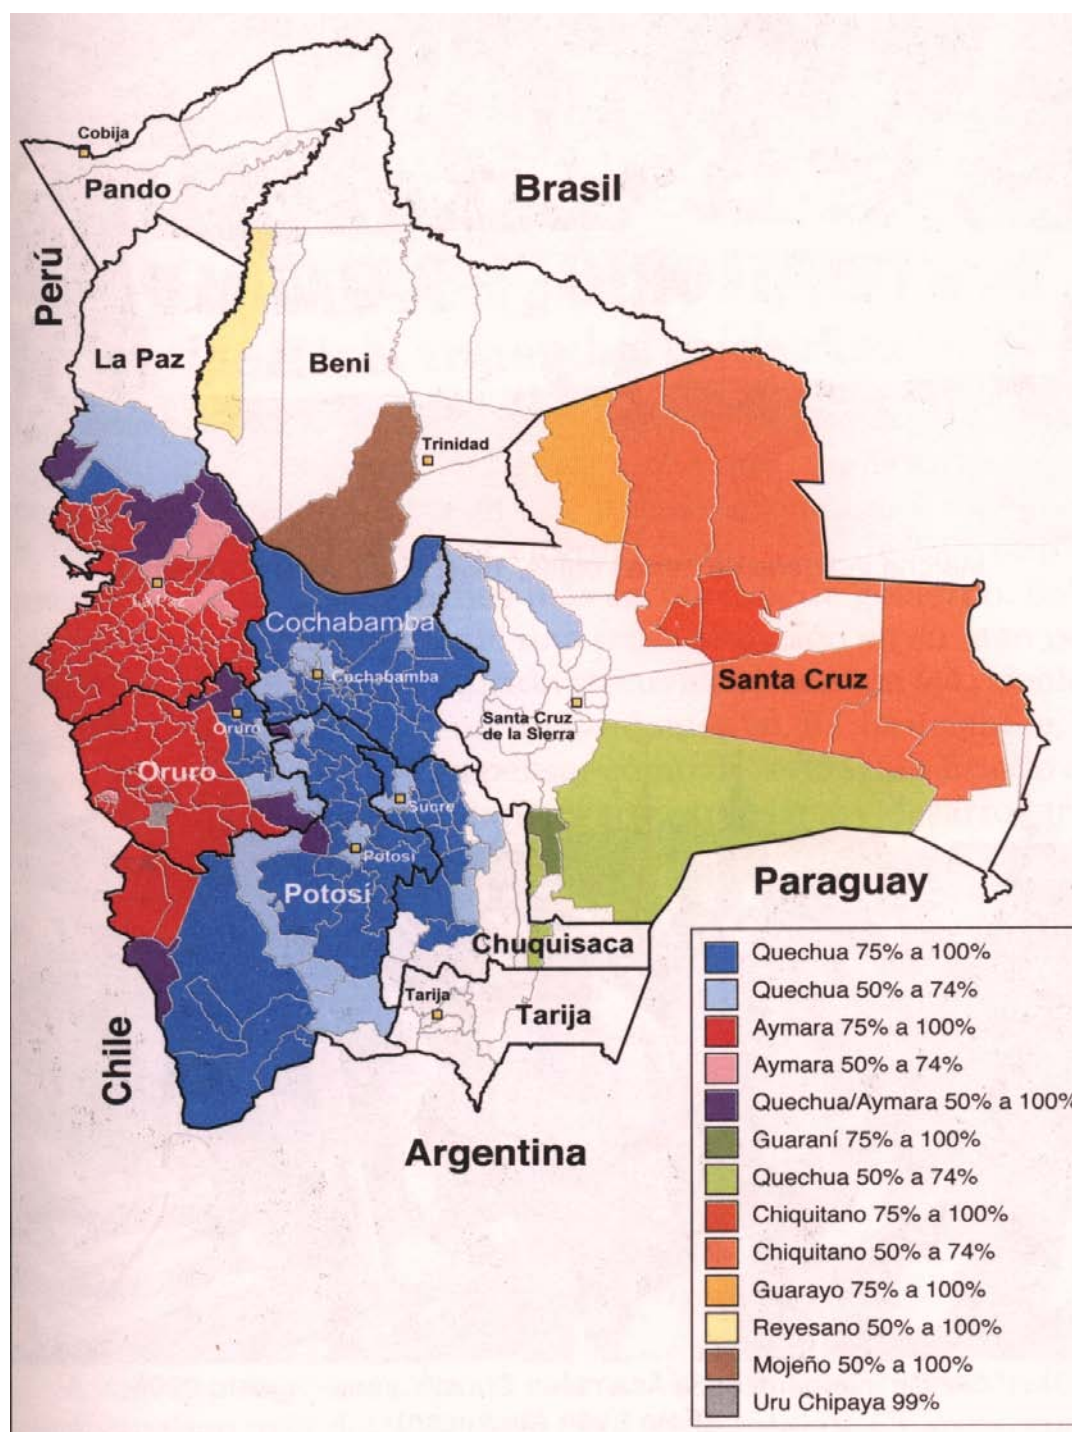 Cobija
Pando
Brasil
Perú
La Paz
Beni
Trinidad
Cochabamba
Cochabamba
Santa Cruz
Santa Cruz
de la Sierra
Oruro
Oruro
Sucre
Potosí
Potosí
Paraguay
Chuquisaca
Tarija
Tarija
Chile
Argentina
Quechua 75% a 100%
Quechua 50% a 74%
Aymara 75% a 100%
Aymara 50% a 74%
Quechua/Aymara 50% a 100%
Guaraní 75% a 100%
Quechua 50% a 74%
Chiquitano 75% a 100%
Chiquitano 50% a 74%
Guarayo 75% a 100%
Reyesano 50% a 100%
Mojeño 50% a 100%
Uru Chipaya 99%